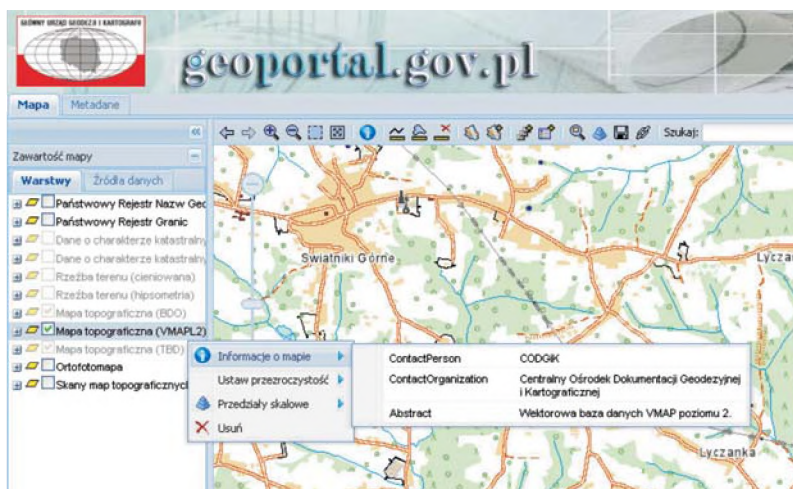 GŁÓWNY URZĄD GEODEZJI I KARTOGRAFII
geoportal.gov.pl
Mapa Metadane
Szukaj:
Zawartość mapy
Warstwy Źródła danych
Państwowy Rejestr Nazw Geo
Państwowy Rejestr Granic
Dane o charakterze katastralny
Dane o charakterze katastralny
Rzeźba terenu (cieniowana)
Rzeźba terenu (hipsometria)
Mapa topograficzna (BDO)
Mapa topograficzna (VMAPL2)
Mapa topograficzna (TBD)
Ortofotomapa
Skany map topograficznych
Informacje o mapie
Ustaw przezroczystość
Przedziały skalowe
Usuń
ContactPerson CODGiK
ContactOrganization Centralny Ośrodek Dokumentacji Geodezyjnej
i Kartograficznej
Abstract Wektorowa baza danych VMAP poziomu 2.
Swiatniki Górne
Lycza
Lyczanka